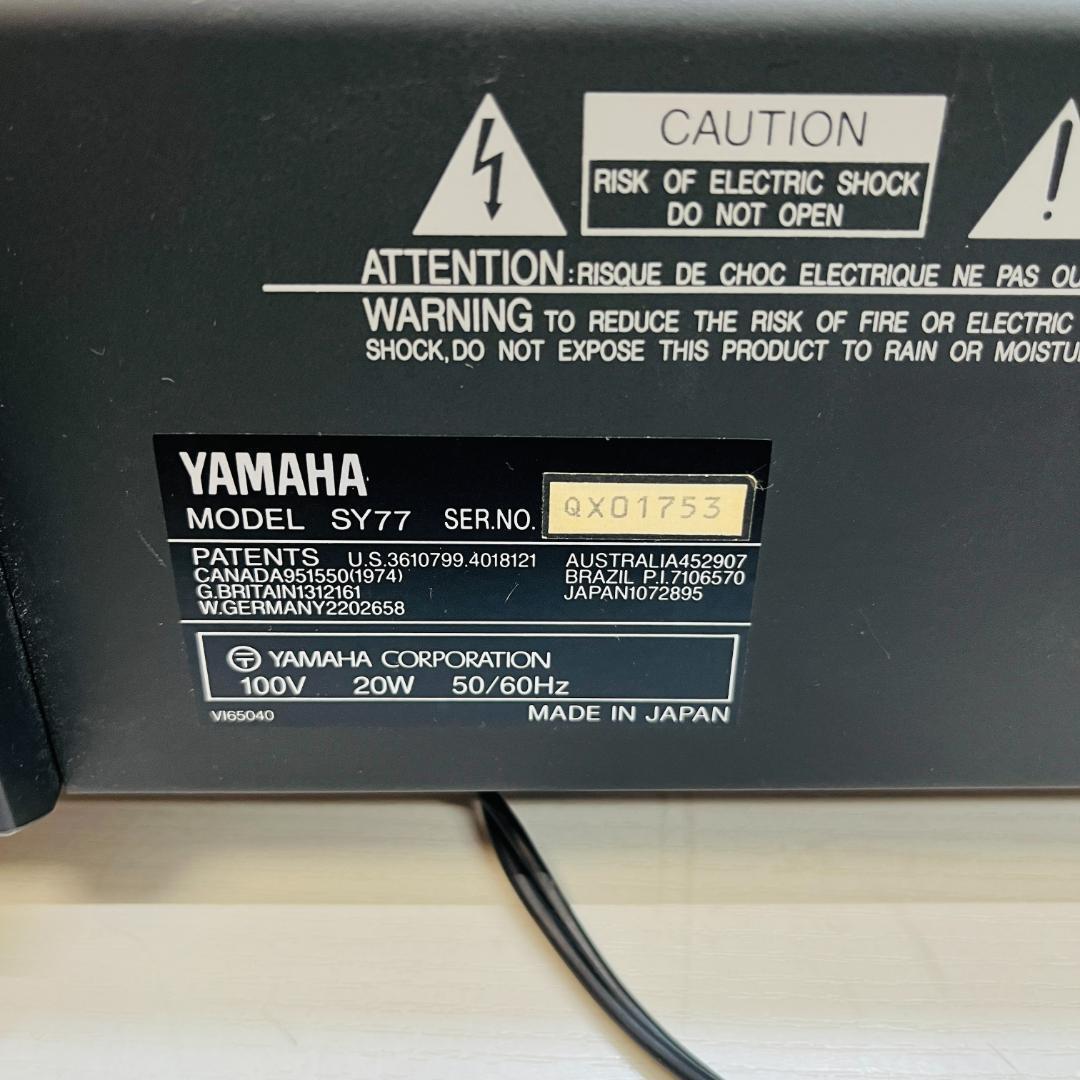 CAUTION
RISK OF ELECTRIC SHOCK
DO NOT OPEN
ATTENTION:RISQUE DE CHOC ELECTRIQUE NE PAS
WARNING TO REDUCE THE RISK OF FIRE OR ELECTRIC
SHOCK,DO NOT EXPOSE THIS PRODUCT TO RAIN OR
YAMAHA
MODEL SY77 SER.NO. QX01753
PATENTS U.S.3610799.4018121 AUSTRALIA452907
CANADA951550(1974) BRAZIL P.I.7106570
G.BRITAIN1312161 JAPAN1072895
W.GERMANY2202658
YAMAHA CORPORATION
100V 20W 50/60Hz
VI65040 MADE IN JAPAN